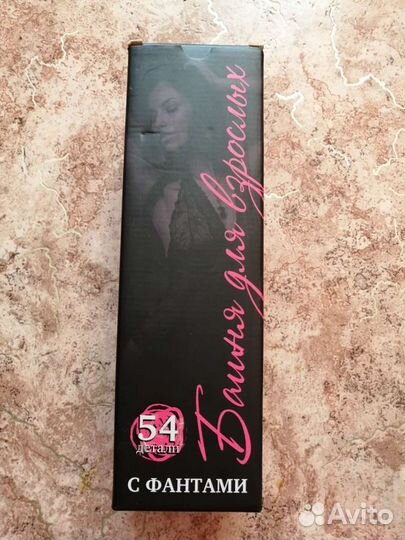 Башня для взрослых
54
детали
С ФАНТАМИ
Avito